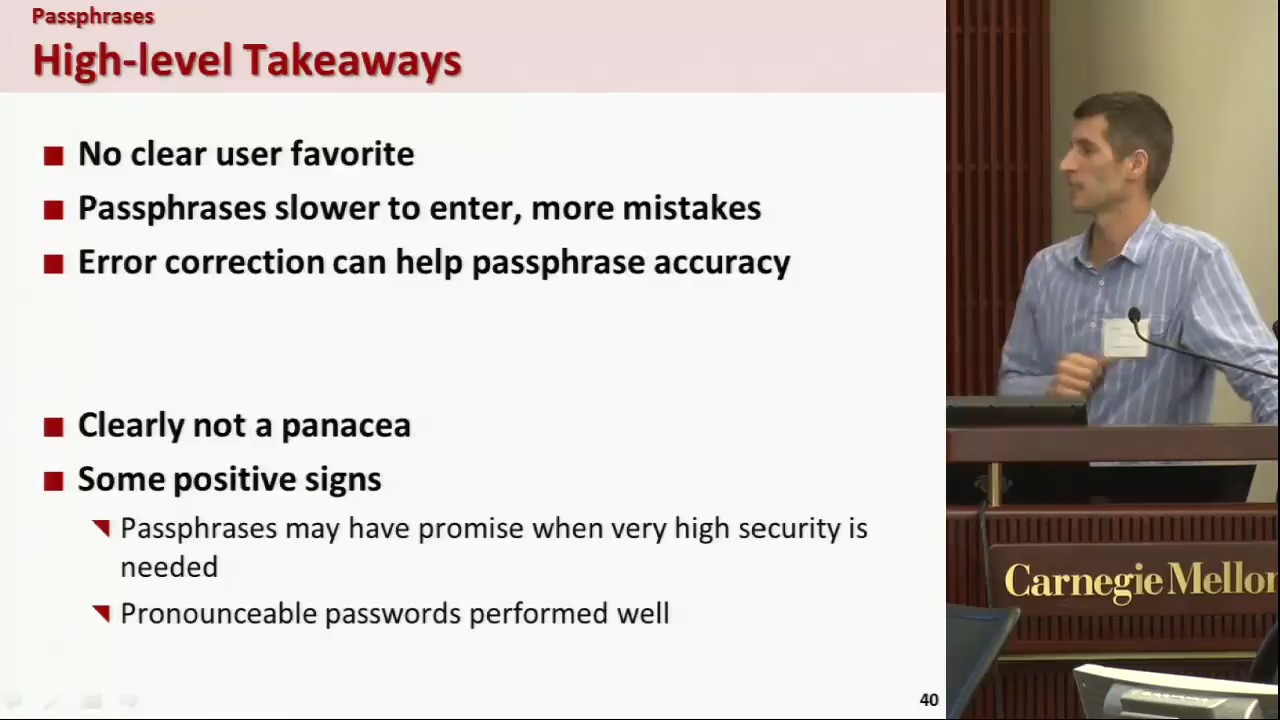 Passphrases
High-level Takeaways
No clear user favorite
Passphrases slower to enter, more mistakes
Error correction can help passphrase accuracy
Clearly not a panacea
Some positive signs
Passphrases may have promise when very high security is
needed
Pronounceable passwords performed well
40
Carnegie Mellon